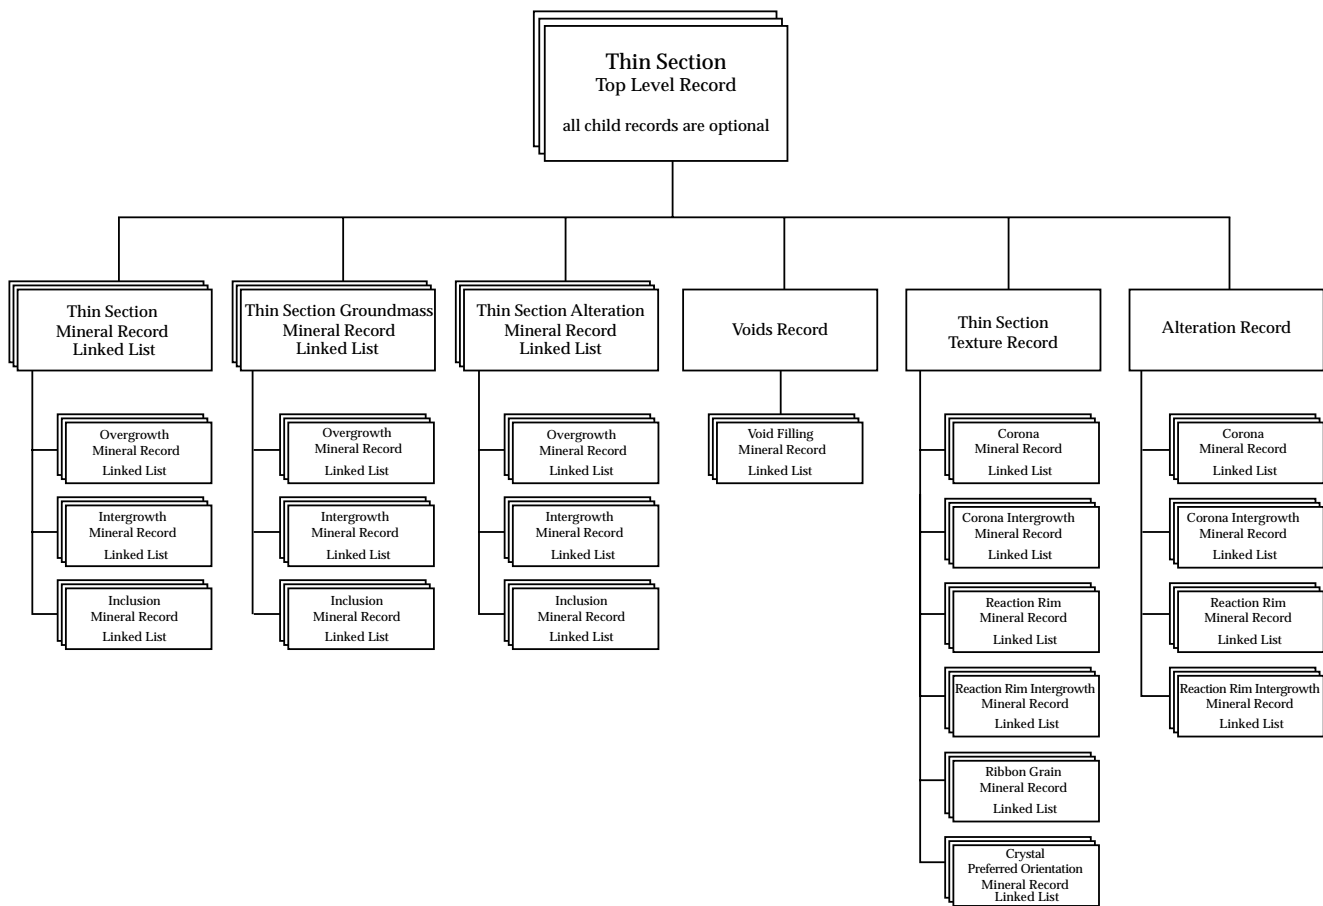 Thin Section
Top Level Record
all child records are optional
Thin Section
Mineral Record
Linked List
Thin Section Groundmass
Mineral Record
Linked List
Thin Section Alteration
Mineral Record
Linked List
Voids Record
Thin Section
Texture Record
Alteration Record
Overgrowth
Mineral Record
Linked List
Intergrowth
Mineral Record
Linked List
Inclusion
Mineral Record
Linked List
Overgrowth
Mineral Record
Linked List
Intergrowth
Mineral Record
Linked List
Inclusion
Mineral Record
Linked List
Overgrowth
Mineral Record
Linked List
Intergrowth
Mineral Record
Linked List
Inclusion
Mineral Record
Linked List
Void Filling
Mineral Record
Linked List
Corona
Mineral Record
Linked List
Corona Intergrowth
Mineral Record
Linked List
Reaction Rim
Mineral Record
Linked List
Reaction Rim Intergrowth
Mineral Record
Linked List
Ribbon Grain
Mineral Record
Linked List
Crystal
Preferred Orientation
Mineral Record
Linked List
Corona
Mineral Record
Linked List
Corona Intergrowth
Mineral Record
Linked List
Reaction Rim
Mineral Record
Linked List
Reaction Rim Intergrowth
Mineral Record
Linked List